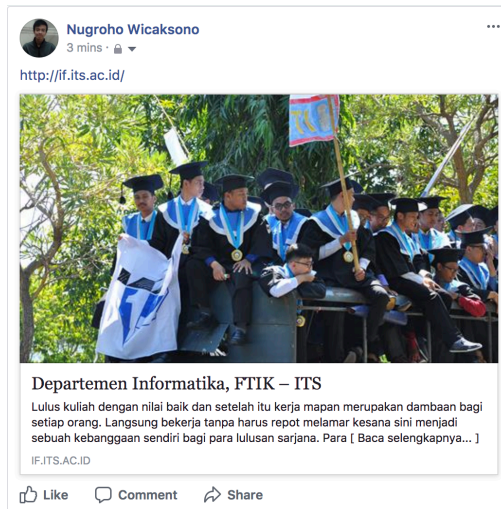 Nugroho Wicaksono
3 mins ·
http://if.its.ac.id/
Departemen Informatika, FTIK – ITS
Lulus kuliah dengan nilai baik dan setelah itu kerja mapan merupakan dambaan bagi
setiap orang. Langsung bekerja tanpa harus repot melamar kesana sini menjadi
sebuah kebanggaan sendiri bagi para lulusan sarjana. Para [ Baca selengkapnya... ]
IF.ITS.AC.ID
Like Comment Share